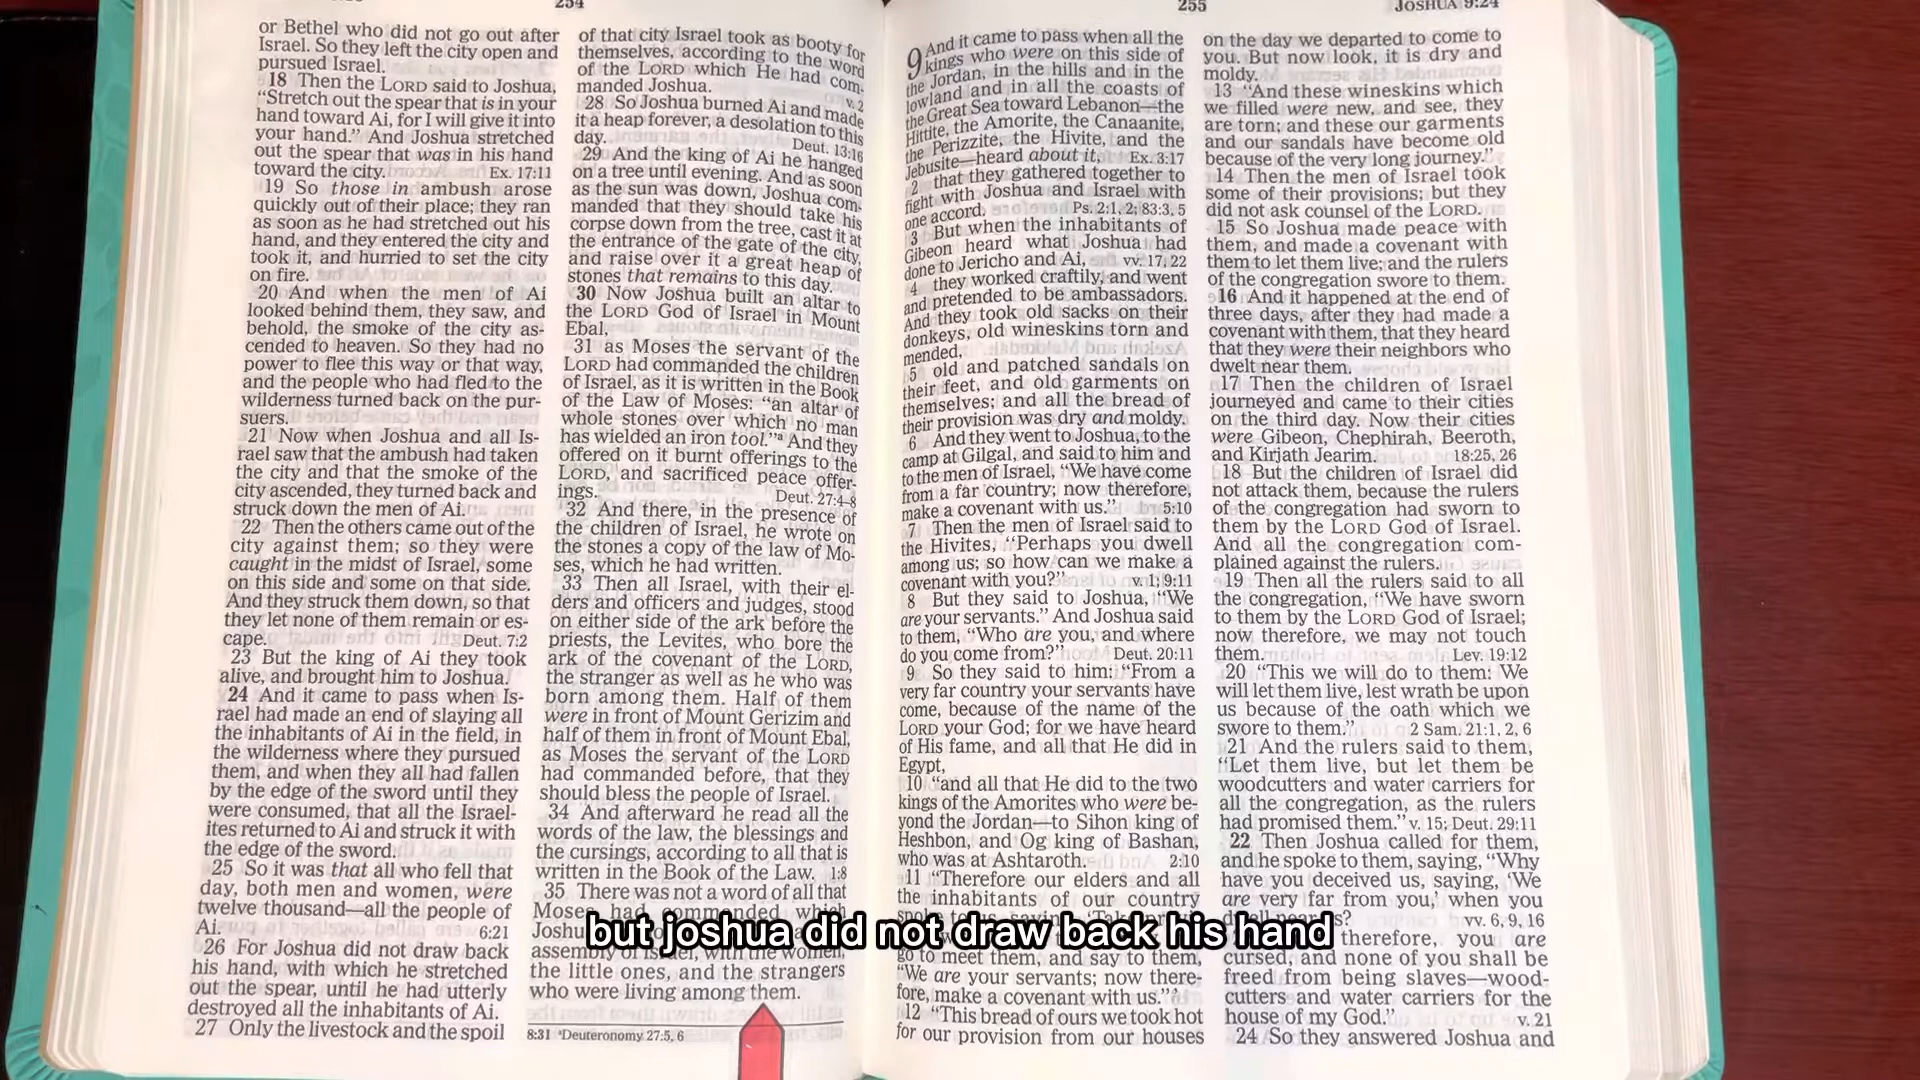 254
or Bethel who did not go out after
Israel. So they left the city open and
pursued Israel.
18 Then the LORD said to Joshua,
“Stretch out the spear that is in your
hand toward Ai, for I will give it into
your hand.” And Joshua stretched
out the spear that was in his hand
toward the city. Ex. 17:11
19 So those in ambush arose
quickly out of their place; they ran
as soon as he had stretched out his
hand, and they entered the city and
took it, and hurried to set the city
on fire.
20 And when the men of Ai
looked behind them, they saw, and
behold, the smoke of the city as-
cended to heaven. So they had no
power to flee this way or that way,
and the people who had fled to the
wilderness turned back on the pur-
suers.
21 Now when Joshua and all Is-
rael saw that the ambush had taken
the city and that the smoke of the
city ascended, they turned back and
struck down the men of Ai.
22 Then the others came out of the
city against them; so they were
caught in the midst of Israel, some
on this side and some on that side.
And they struck them down, so that
they let none of them remain or es-
cape. Deut. 7:2
23 But the king of Ai they took
alive, and brought him to Joshua.
24 And it came to pass when Is-
rael had made an end of slaying all
the inhabitants of Ai in the field, in
the wilderness where they pursued
them, and when they all had fallen
by the edge of the sword until they
were consumed, that all the Israel-
ites returned to Ai and struck it with
the edge of the sword.
25 So it was that all who fell that
day, both men and women, were
twelve thousand—all the people of
Ai. 6:21
26 For Joshua did not draw back
his hand, with which he stretched
out the spear, until he had utterly
destroyed all the inhabitants of Ai.
27 Only the livestock and the spoil
of that city Israel took as booty for
themselves, according to the word
of the LORD which He had com-
manded Joshua. v. 2
28 So Joshua burned Ai and made
it a heap forever, a desolation to this
day. Deut. 13:16
29 And the king of Ai he hanged
on a tree until evening. And as soon
as the sun was down, Joshua com-
manded that they should take his
corpse down from the tree, cast it at
the entrance of the gate of the city,
and raise over it a great heap of
stones that remains to this day.
30 Now Joshua built an altar to
the LORD God of Israel in Mount
Ebal,
31 as Moses the servant of the
LORD had commanded the children
of Israel, as it is written in the Book
of the Law of Moses: “an altar of
whole stones over which no man
has wielded an iron tool.”ª And they
offered on it burnt offerings to the
LORD, and sacrificed peace offer-
ings. Deut. 27:4–8
32 And there, in the presence of
the children of Israel, he wrote on
the stones a copy of the law of Mo-
ses, which he had written.
33 Then all Israel, with their el-
ders and officers and judges, stood
on either side of the ark before the
priests, the Levites, who bore the
ark of the covenant of the LORD,
the stranger as well as he who was
born among them. Half of them
were in front of Mount Gerizim and
half of them in front of Mount Ebal,
as Moses the servant of the LORD
had commanded before, that they
should bless the people of Israel.
34 And afterward he read all the
words of the law, the blessings and
the cursings, according to all that is
written in the Book of the Law. 1:8
35 There was not a word of all that
Moses had commanded which
assembly of Israel, with the women,
the little ones, and the strangers
who were living among them.
8:31 ªDeuteronomy 27:5, 6
255
JOSHUA 9:24
9 And it came to pass when all the
kings who were on this side of
the Jordan, in the hills and in the
lowland and in all the coasts of
the Great Sea toward Lebanon—the
Hittite, the Amorite, the Canaanite,
the Perizzite, the Hivite, and the
Jebusite—heard about it, Ex. 3:17
2 that they gathered together to
fight with Joshua and Israel with
one accord. Ps. 2:1, 2; 83:3, 5
3 But when the inhabitants of
Gibeon heard what Joshua had
done to Jericho and Ai, vv. 17, 22
4 they worked craftily, and went
and pretended to be ambassadors.
And they took old sacks on their
donkeys, old wineskins torn and
mended,
5 old and patched sandals on
their feet, and old garments on
themselves; and all the bread of
their provision was dry and moldy.
6 And they went to Joshua, to the
camp at Gilgal, and said to him and
to the men of Israel, “We have come
from a far country; now therefore,
make a covenant with us.” 5:10
7 Then the men of Israel said to
the Hivites, “Perhaps you dwell
among us; so how can we make a
covenant with you?” v. 1; 9:11
8 But they said to Joshua, “We
are your servants.” And Joshua said
to them, “Who are you, and where
do you come from?” Deut. 20:11
9 So they said to him: “From a
very far country your servants have
come, because of the name of the
LORD your God; for we have heard
of His fame, and all that He did in
Egypt,
10 “and all that He did to the two
kings of the Amorites who were be-
yond the Jordan—to Sihon king of
Heshbon, and Og king of Bashan,
who was at Ashtaroth. 2:10
11 “Therefore our elders and all
the inhabitants of our country
go to meet them, and say to them,
“We are your servants; now there-
fore, make a covenant with us.”’
12 “This bread of ours we took hot
for our provision from our houses
on the day we departed to come to
you. But now look, it is dry and
moldy.
13 “And these wineskins which
we filled were new, and see, they
are torn; and these our garments
and our sandals have become old
because of the very long journey.”
14 Then the men of Israel took
some of their provisions; but they
did not ask counsel of the LORD.
15 So Joshua made peace with
them, and made a covenant with
them to let them live; and the rulers
of the congregation swore to them.
16 And it happened at the end of
three days, after they had made a
covenant with them, that they heard
that they were their neighbors who
dwelt near them.
17 Then the children of Israel
journeyed and came to their cities
on the third day. Now their cities
were Gibeon, Chephirah, Beeroth,
and Kirjath Jearim. 18:25, 26
18 But the children of Israel did
not attack them, because the rulers
of the congregation had sworn to
them by the LORD God of Israel.
And all the congregation com-
plained against the rulers.
19 Then all the rulers said to all
the congregation, “We have sworn
to them by the LORD God of Israel;
now therefore, we may not touch
them. Lev. 19:12
20 “This we will do to them: We
will let them live, lest wrath be upon
us because of the oath which we
swore to them.” 2 Sam. 21:1, 2, 6
21 And the rulers said to them,
“Let them live, but let them be
woodcutters and water carriers for
all the congregation, as the rulers
had promised them.” v. 15; Deut. 29:11
22 Then Joshua called for them,
and he spoke to them, saying, “Why
have you deceived us, saying, ‘We
are very far from you,’ when you
vv. 6, 9, 16
therefore, you are
cursed, and none of you shall be
freed from being slaves—wood-
cutters and water carriers for the
house of my God.” v. 21
24 So they answered Joshua and
but joshua did not draw back his hand